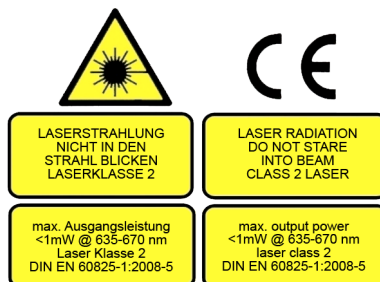 CE
LASERSTRAHLUNG
NICHT IN DEN
STRAHL BLICKEN
LASERKLASSE 2
LASER RADIATION
DO NOT STARE
INTO BEAM
CLASS 2 LASER
max. Ausgangsleistung
<1mW @ 635-670 nm
Laser Klasse 2
DIN EN 60825-1:2008-5
max. output power
<1mW @ 635-670 nm
laser class 2
DIN EN 60825-1:2008-5